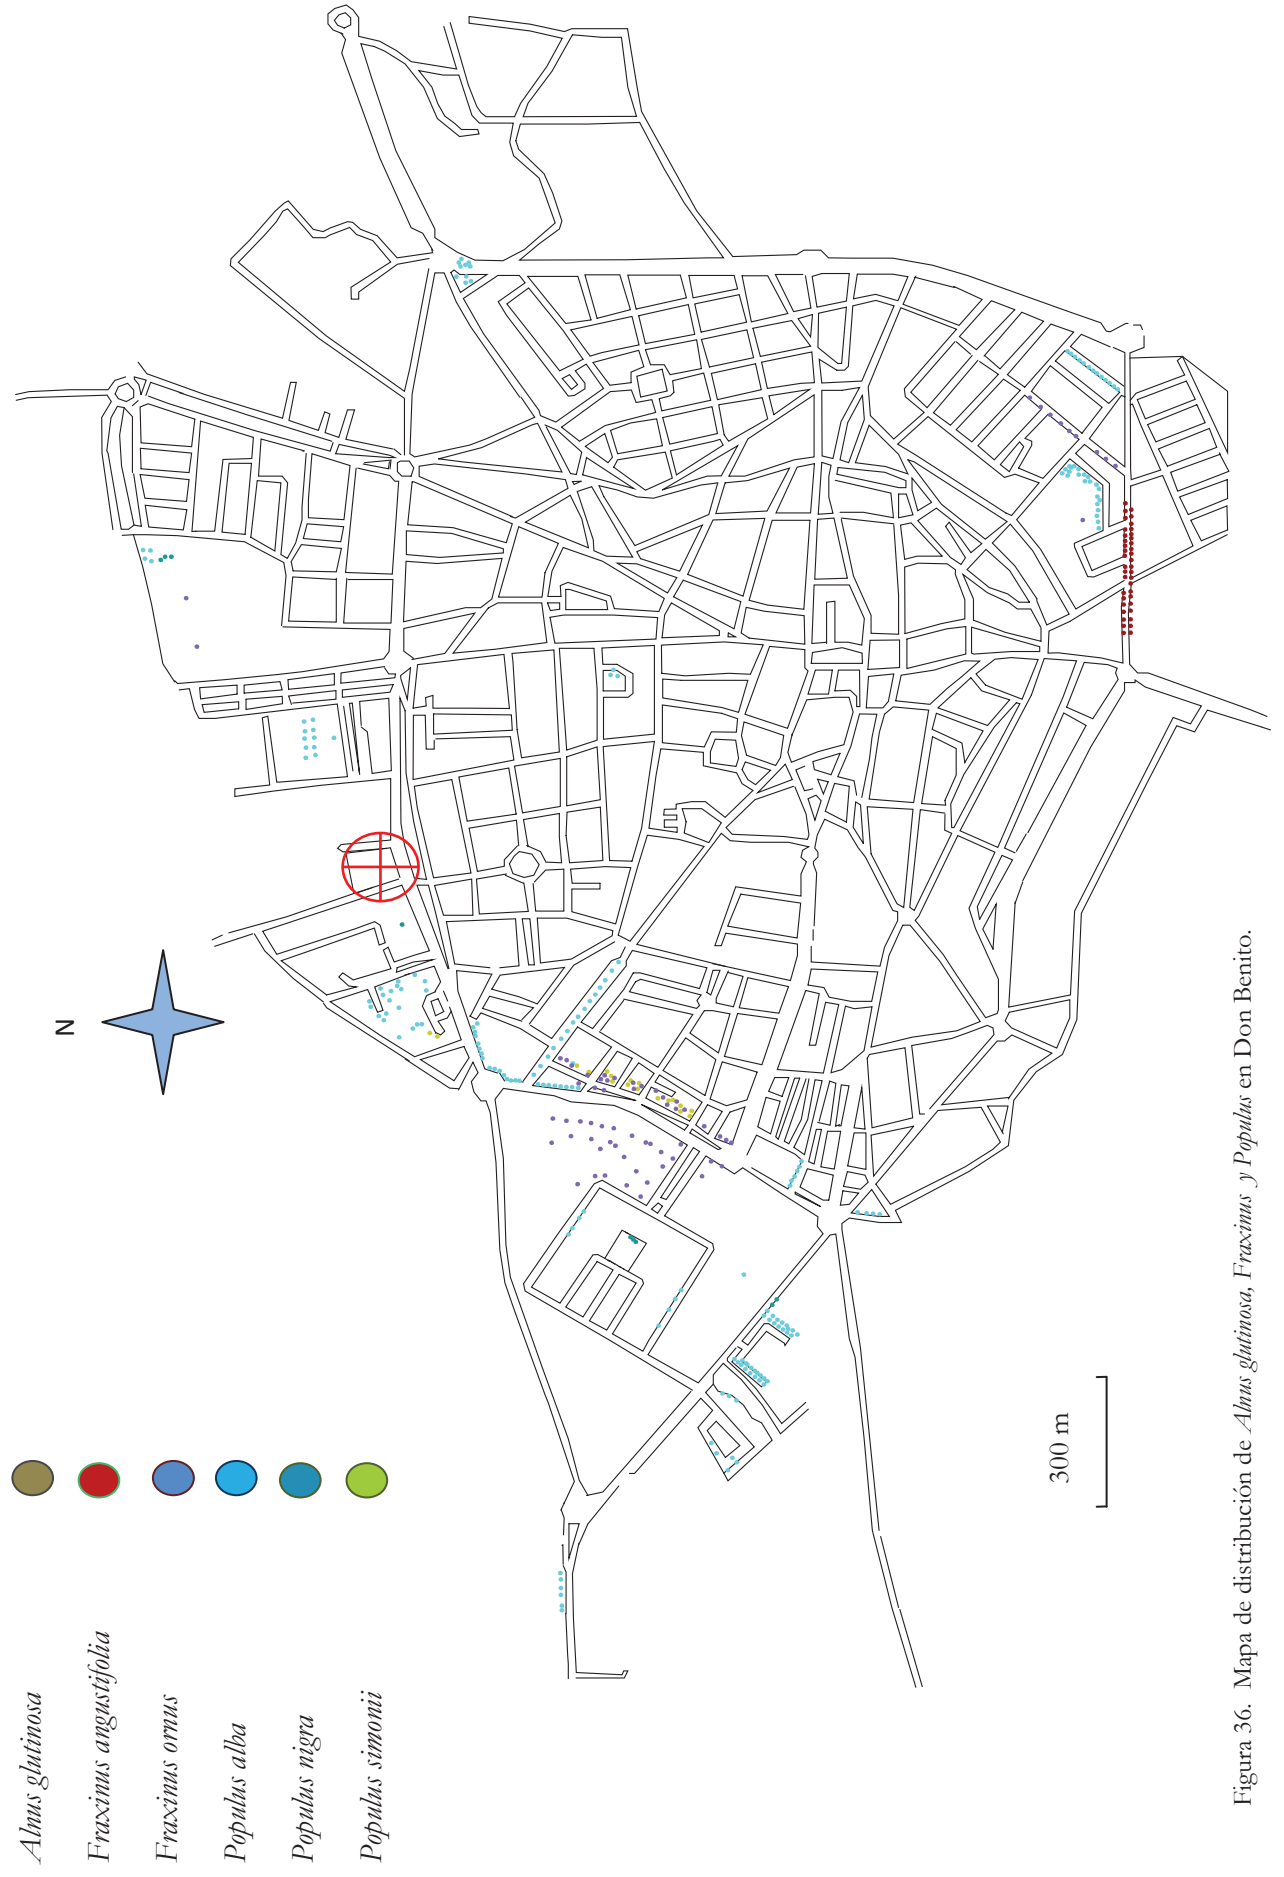 Alnus glutinosa
Fraxinus angustifolia
Fraxinus ornus
Populus alba
Populus nigra
Populus simonii
N
300 m
Figura 36. Mapa de distribución de Alnus glutinosa, Fraxinus y Populus en Don Benito.